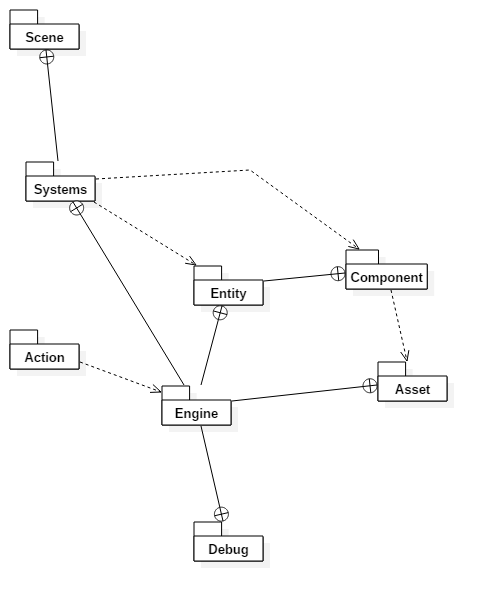 Scene
Systems
Entity
Component
Action
Engine
Asset
Debug